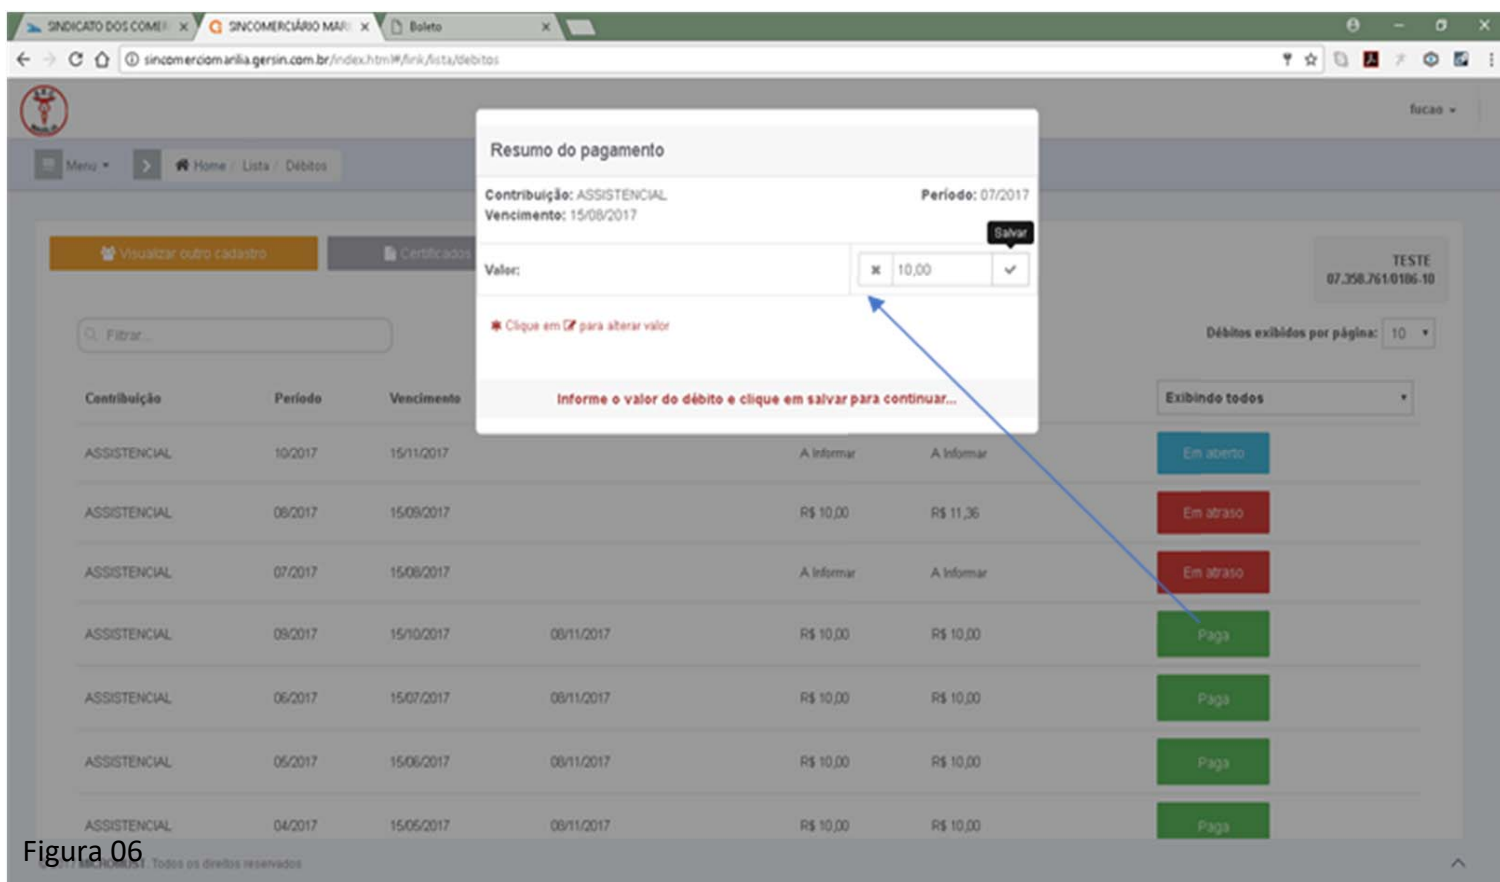 SINDICATO DOS COMER
SINCOMERCIÁRIO MARI
Boleto
sincomerciomarilia.gersin.com.br/index.html#/link/lista/debitos
fucao
Menu
Home / Lista / Débitos
Resumo do pagamento
Contribuição: ASSISTENCIAL Período: 07/2017
Vencimento: 15/08/2017
Salvar
Valor: 10,00
Clique em para alterar valor
Informe o valor do débito e clique em salvar para continuar...
Visualizar outro cadastro
Certificados
TESTE
07.358.761/0186-10
Filtrar...
Débitos exibidos por página: 10
Contribuição Período Vencimento Exibindo todos
ASSISTENCIAL 10/2017 15/11/2017 A Informar A Informar Em aberto
ASSISTENCIAL 08/2017 15/09/2017 R$ 10,00 R$ 11,36 Em atraso
ASSISTENCIAL 07/2017 15/08/2017 A Informar A Informar Em atraso
ASSISTENCIAL 09/2017 15/10/2017 08/11/2017 R$ 10,00 R$ 10,00 Paga
ASSISTENCIAL 06/2017 15/07/2017 08/11/2017 R$ 10,00 R$ 10,00 Paga
ASSISTENCIAL 05/2017 15/06/2017 08/11/2017 R$ 10,00 R$ 10,00 Paga
ASSISTENCIAL 04/2017 15/05/2017 08/11/2017 R$ 10,00 R$ 10,00 Paga
Figura 06
Todos os direitos reservados